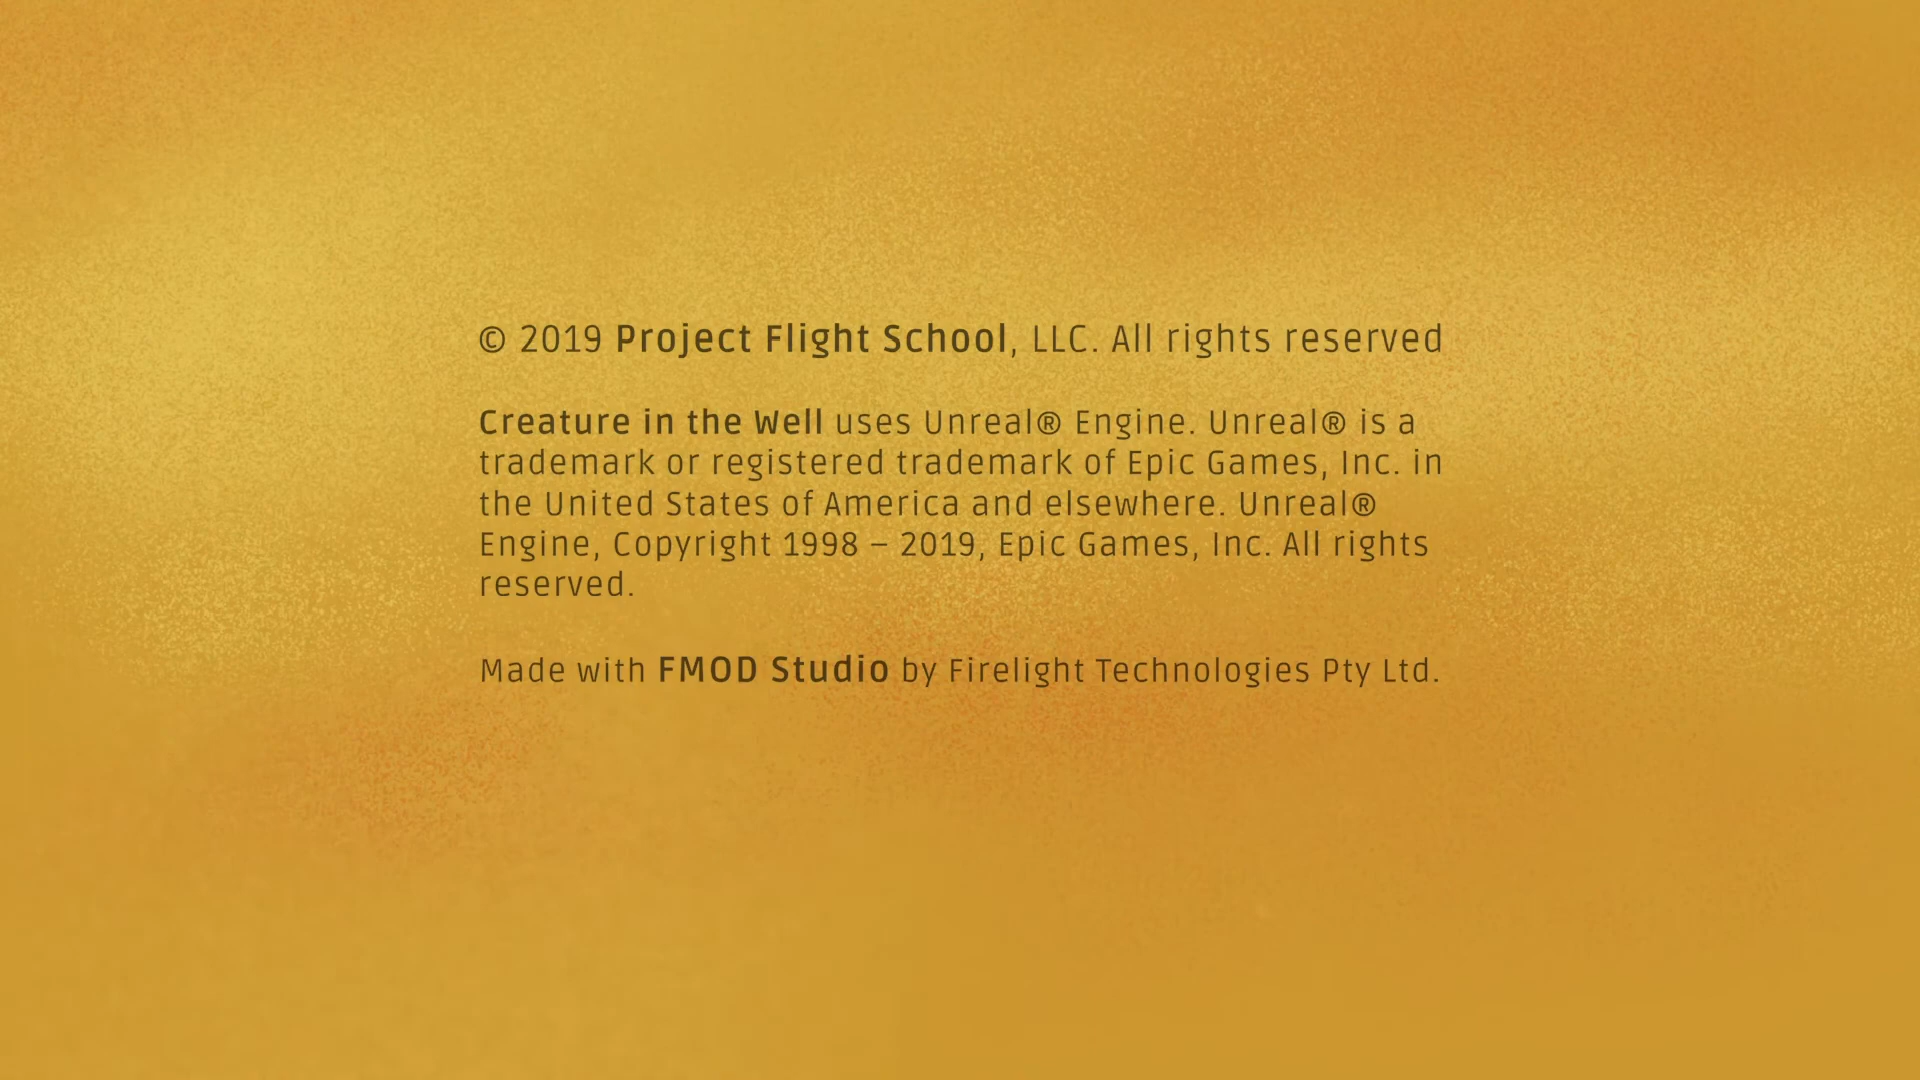 © 2019 Project Flight School, LLC. All rights reserved
Creature in the Well uses Unreal® Engine. Unreal® is a
trademark or registered trademark of Epic Games, Inc. in
the United States of America and elsewhere. Unreal®
Engine, Copyright 1998 – 2019, Epic Games, Inc. All rights
reserved.
Made with FMOD Studio by Firelight Technologies Pty Ltd.